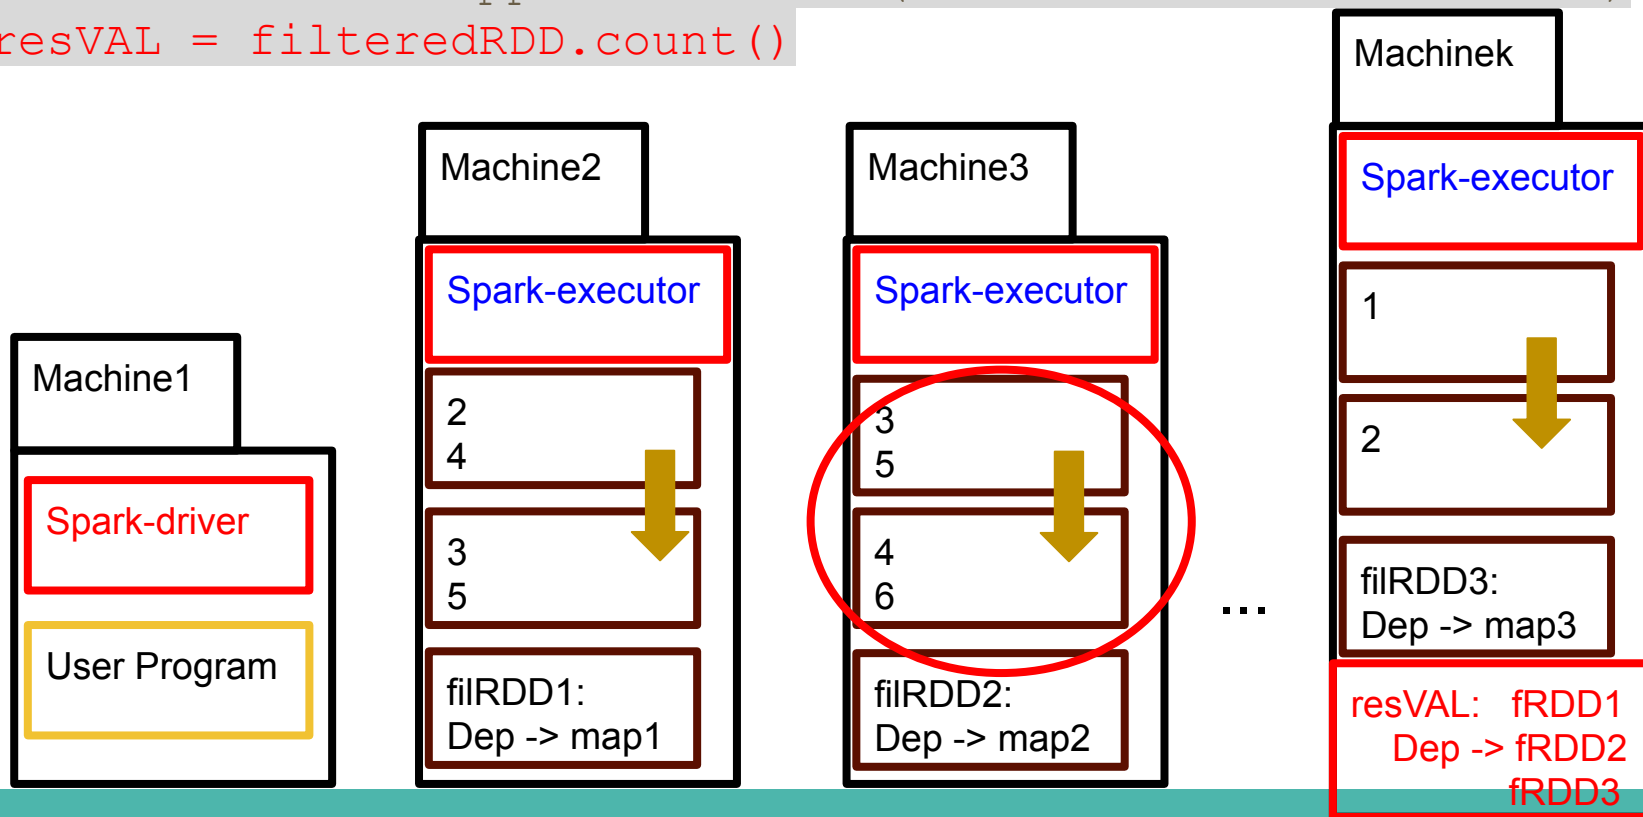 resVAL = filteredRDD.count()
Machine1
Spark-driver
User Program
Machine2
Spark-executor
2
4
3
5
filRDD1:
Dep -> map1
Machine3
Spark-executor
3
5
4
6
filRDD2:
Dep -> map2
...
Machinek
Spark-executor
1
2
filRDD3:
Dep -> map3
resVAL: fRDD1
Dep -> fRDD2
fRDD3